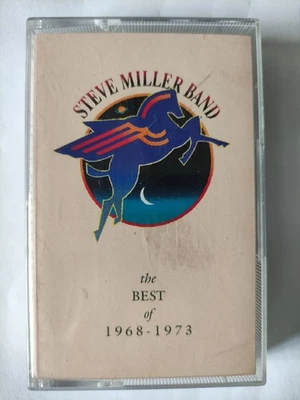 STEVE MILLER BAND
the
BEST
of
1968-1973